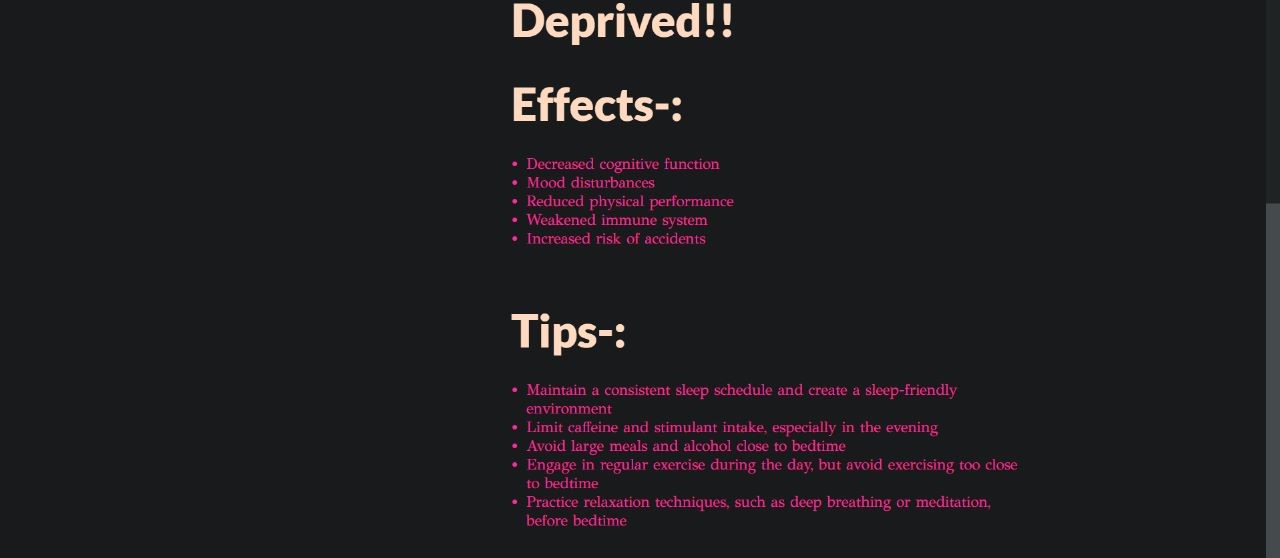 Deprived!!
Effects-:
• Decreased cognitive function
• Mood disturbances
• Reduced physical performance
• Weakened immune system
• Increased risk of accidents
Tips-:
• Maintain a consistent sleep schedule and create a sleep-friendly
environment
• Limit caffeine and stimulant intake, especially in the evening
• Avoid large meals and alcohol close to bedtime
• Engage in regular exercise during the day, but avoid exercising too close
to bedtime
• Practice relaxation techniques, such as deep breathing or meditation,
before bedtime